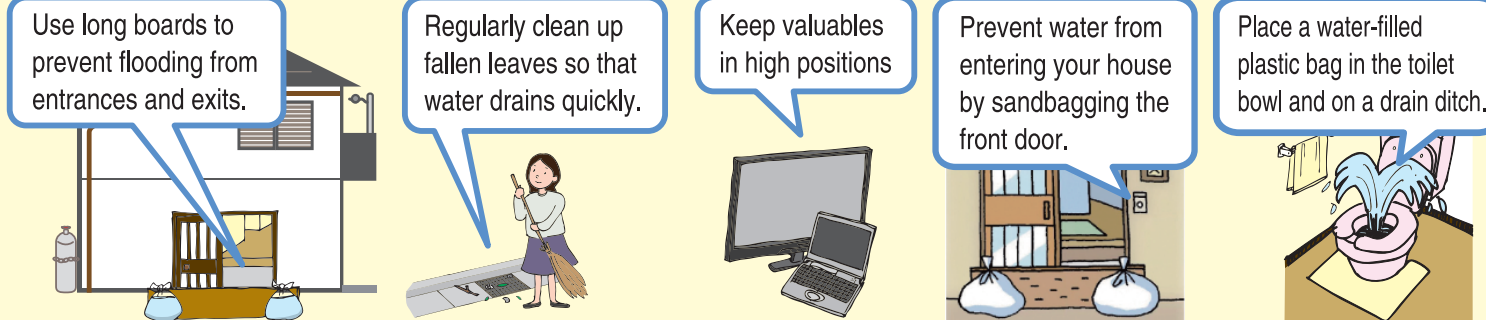 Use long boards to
prevent flooding from
entrances and exits.
Regularly clean up
fallen leaves so that
water drains quickly.
Keep valuables
in high positions
Prevent water from
entering your house
by sandbagging the
front door.
Place a water-filled
plastic bag in the toilet
bowl and on a drain ditch.